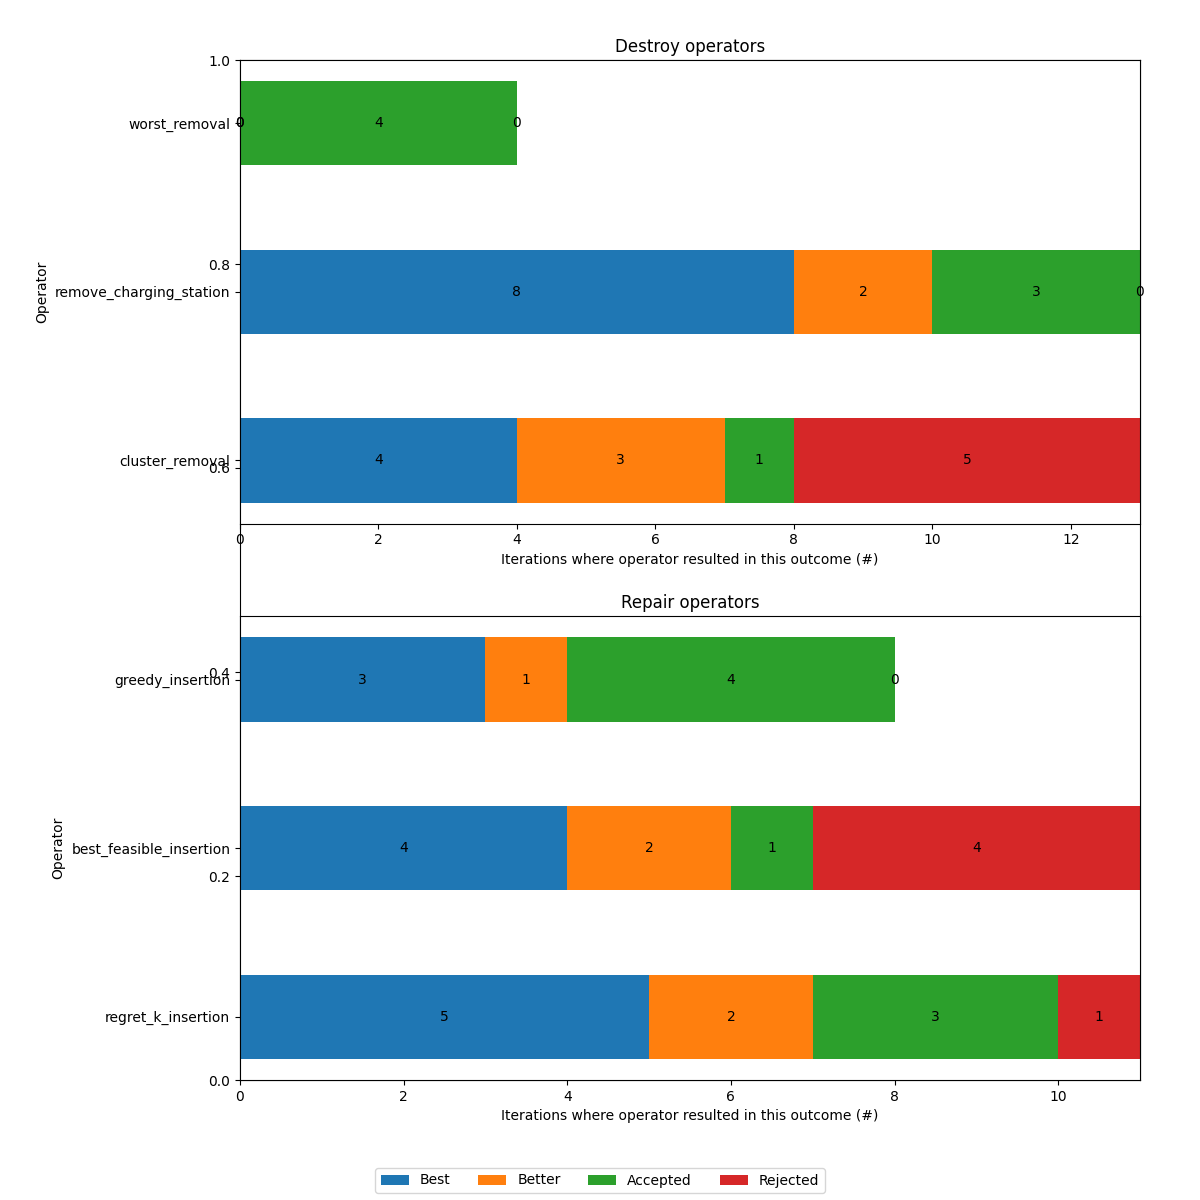 Destroy operators
1.0
worst_removal 0 0 4 0
0.8
Operator
remove_charging_station 8 2 3 0
cluster_removal 4 3 1 5
0.6
0 2 4 6 8 10 12
Iterations where operator resulted in this outcome (#)
Repair operators
0.4
greedy_insertion 3 1 4 0
Operator
best_feasible_insertion 4 2 1 4
0.2
regret_k_insertion 5 2 3 1
0.0
0 2 4 6 8 10
Iterations where operator resulted in this outcome (#)
Best Better Accepted Rejected